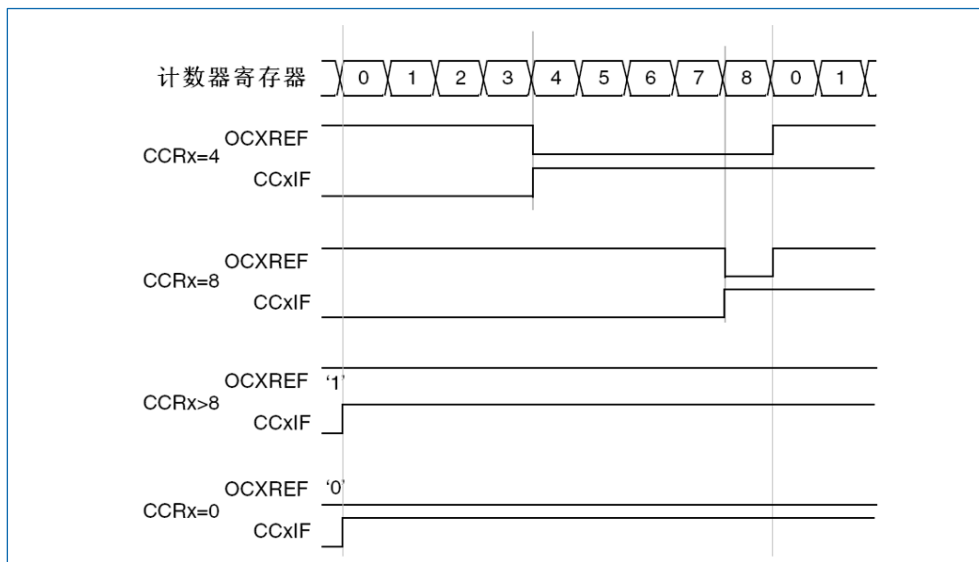 计数器寄存器 0 1 2 3 4 5 6 7 8 0 1
OCXREF
CCRx=4
CCxIF
OCXREF
CCRx=8
CCxIF
OCXREF ‘1’
CCRx>8
CCxIF
OCXREF ‘0’
CCRx=0
CCxIF